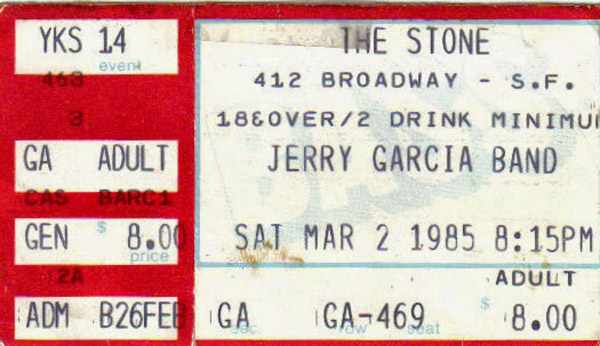 YKS 14
event
468
3
GA ADULT
CAS BARC1
GEN $ 8.00
price
2A
ADM B26FEB
THE STONE
412 BROADWAY - S.F.
18&OVER/2 DRINK MINIMUM
JERRY GARCIA BAND
BASS
SAT MAR 2 1985 8:15PM
ADULT
GA GA-469 $ 8.00
sec. row seat